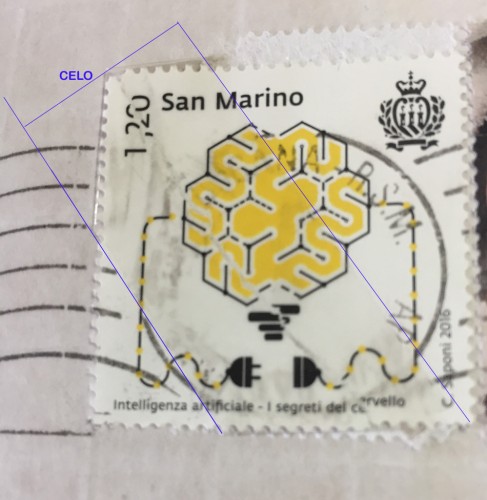 CELO
1,20
San Marino
R.S.M.
Intelligenza artificiale - I segreti del cervello
2016